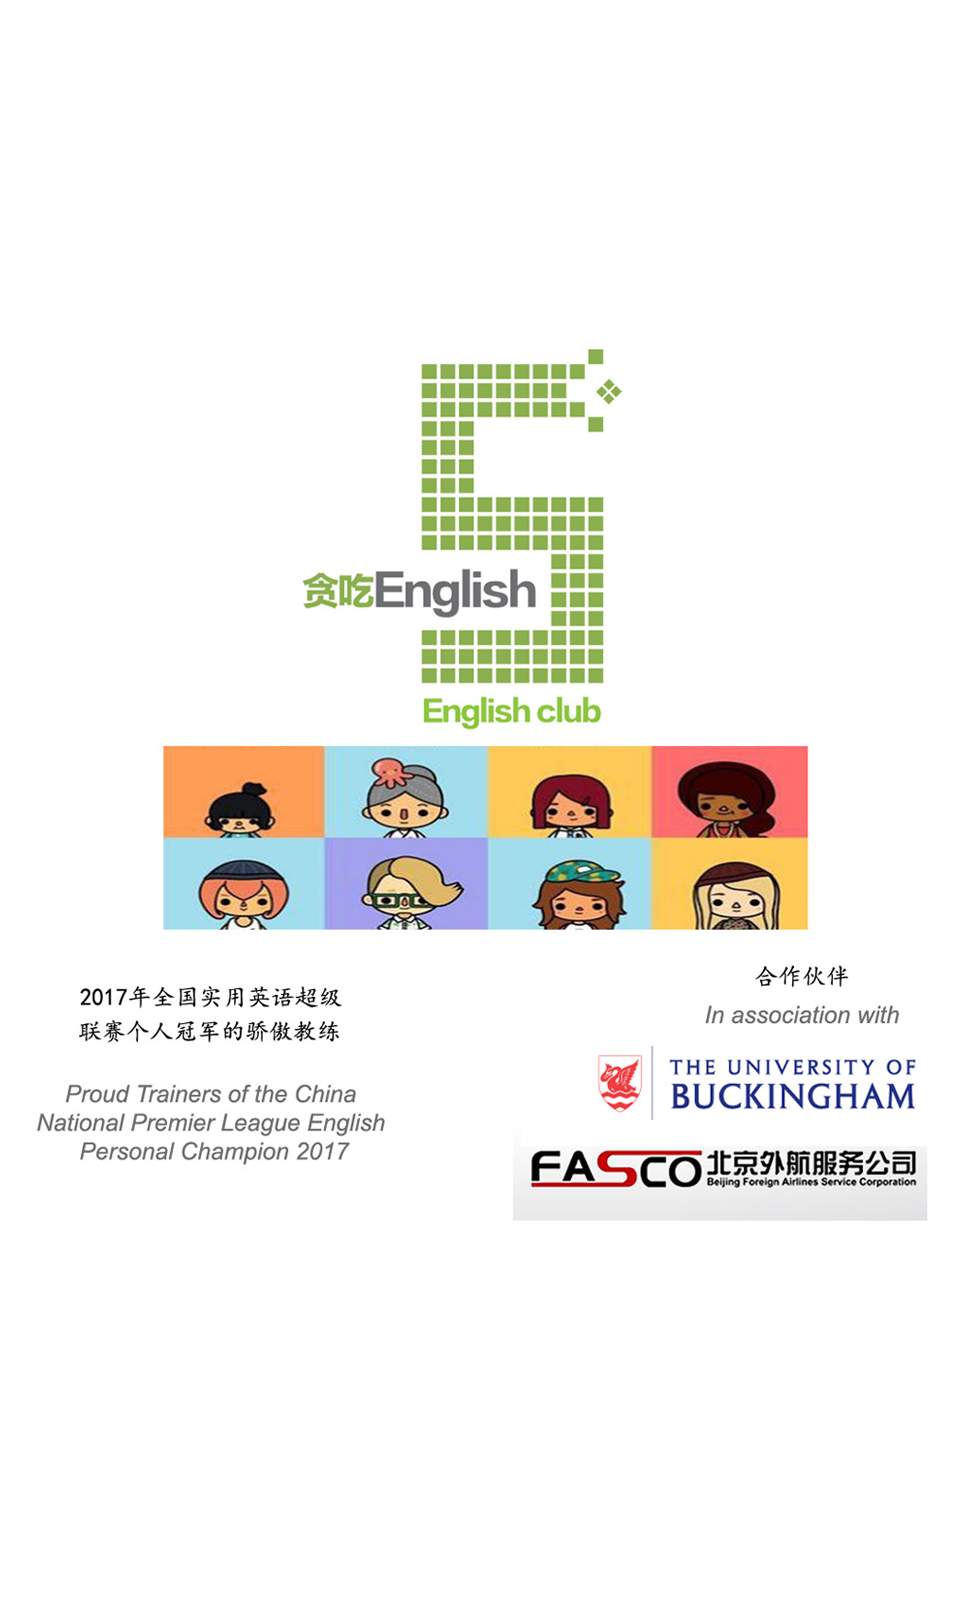 贪吃English
English club
2017年全国实用英语超级
联赛个人冠军的骄傲教练
Proud Trainers of the China
National Premier League English
Personal Champion 2017
合作伙伴
In association with
THE UNIVERSITY OF
BUCKINGHAM
FASCO北京外航服务公司
Beijing Foreign Airlines Service Corporation